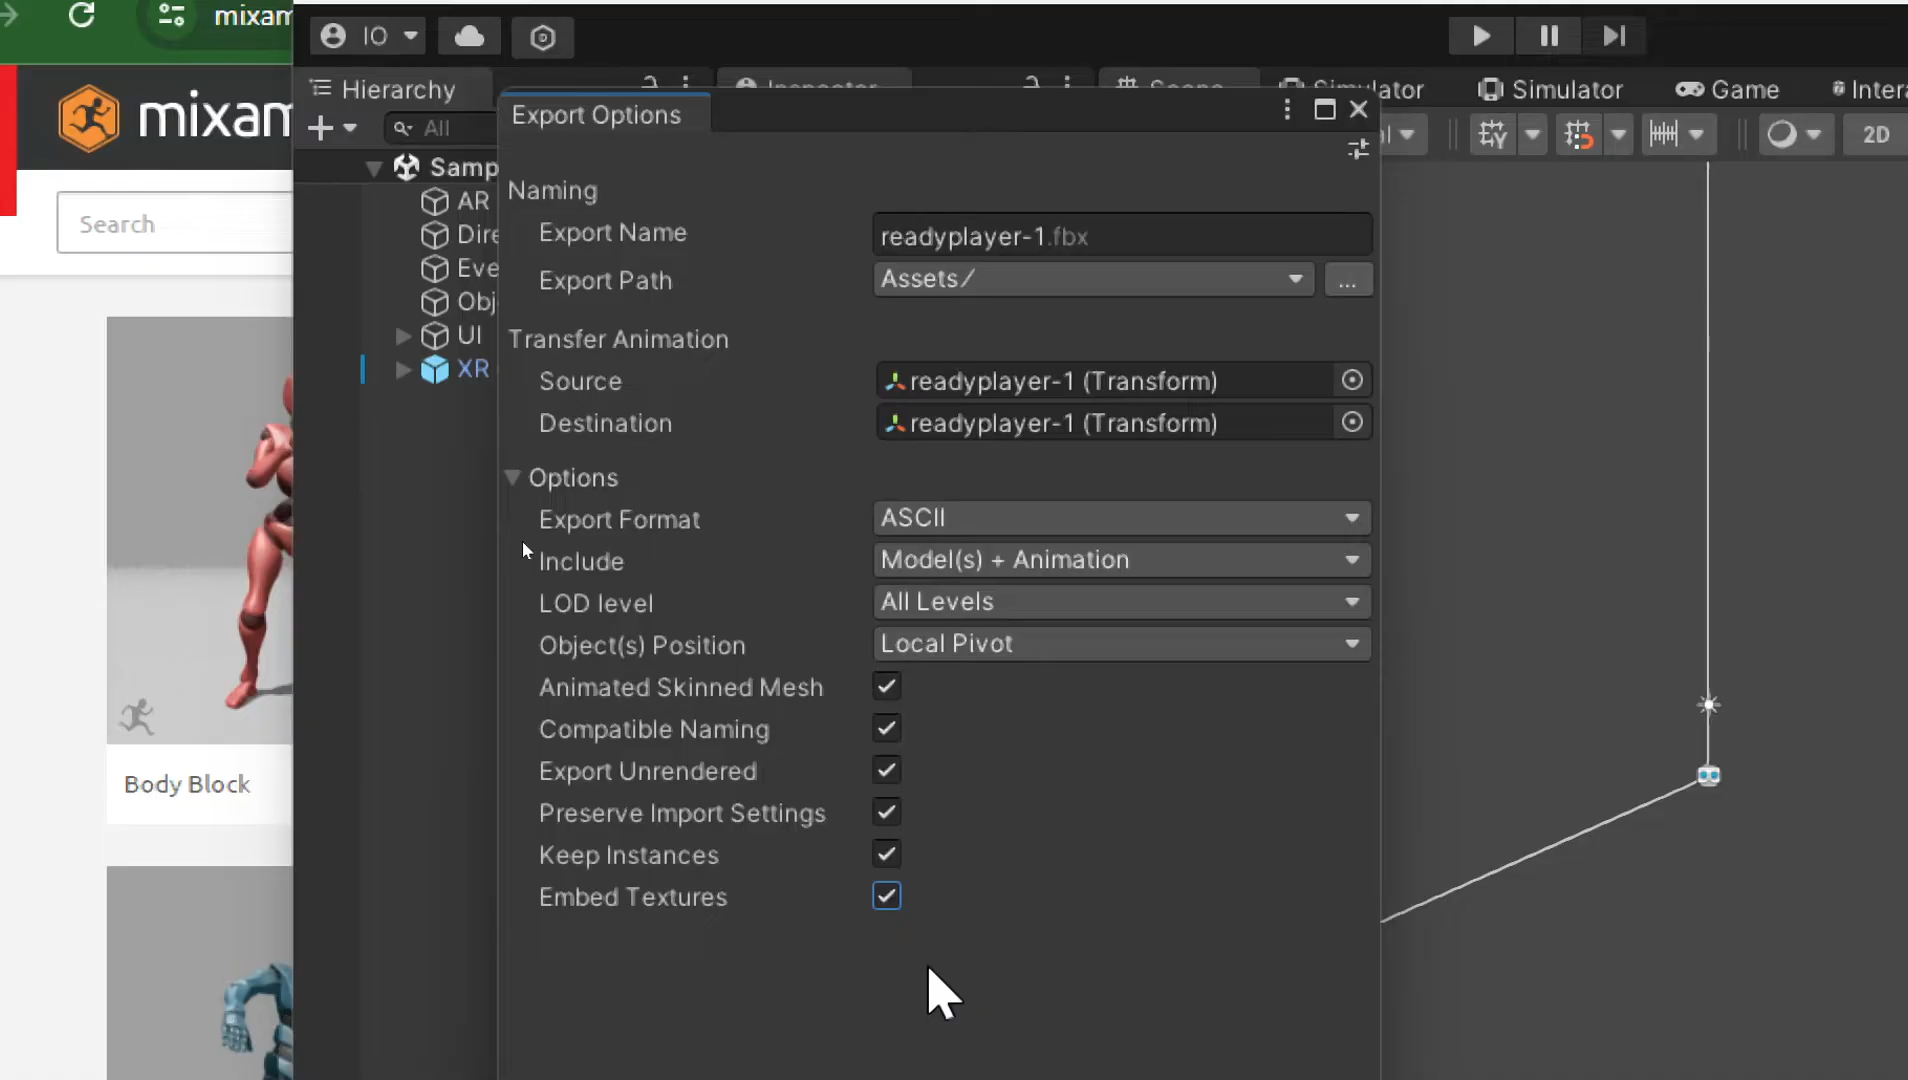 mixam
IO
Hierarchy
Inspector
Scene
Simulator
Simulator
Game
Intera
mixam
All
Export Options
2D
Samp
Search
AR
Dire
Eve
Obj
UI
XR
Naming
Export Name
readyplayer-1.fbx
Export Path
Assets/
...
Transfer Animation
Source
readyplayer-1 (Transform)
Destination
readyplayer-1 (Transform)
Options
Export Format
ASCII
Include
Model(s) + Animation
LOD level
All Levels
Object(s) Position
Local Pivot
Animated Skinned Mesh
Compatible Naming
Export Unrendered
Preserve Import Settings
Keep Instances
Embed Textures
Body Block